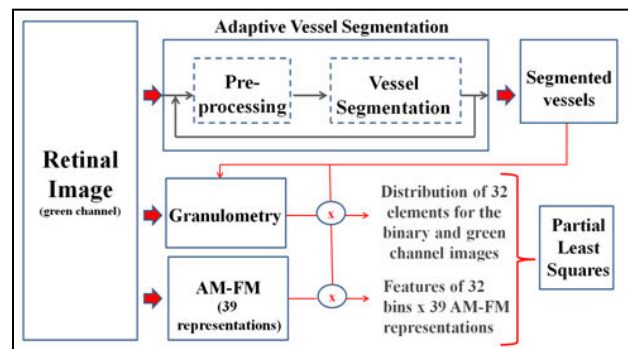 Adaptive Vessel Segmentation
Pre-
processing
Vessel
Segmentation
Segmented
vessels
Retinal
Image
(green channel)
Granulometry
x
Distribution of 32
elements for the
binary and green
channel images
Partial
Least
Squares
AM-FM
(39
representations)
x
Features of 32
bins x 39 AM-FM
representations